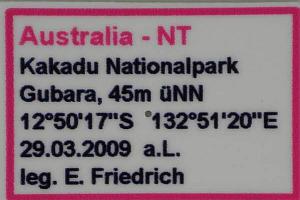 Australia - NT
Kakadu Nationalpark
Gubara, 45m üNN
12°50'17"S 132°51'20"E
29.03.2009 a.L.
leg. E. Friedrich